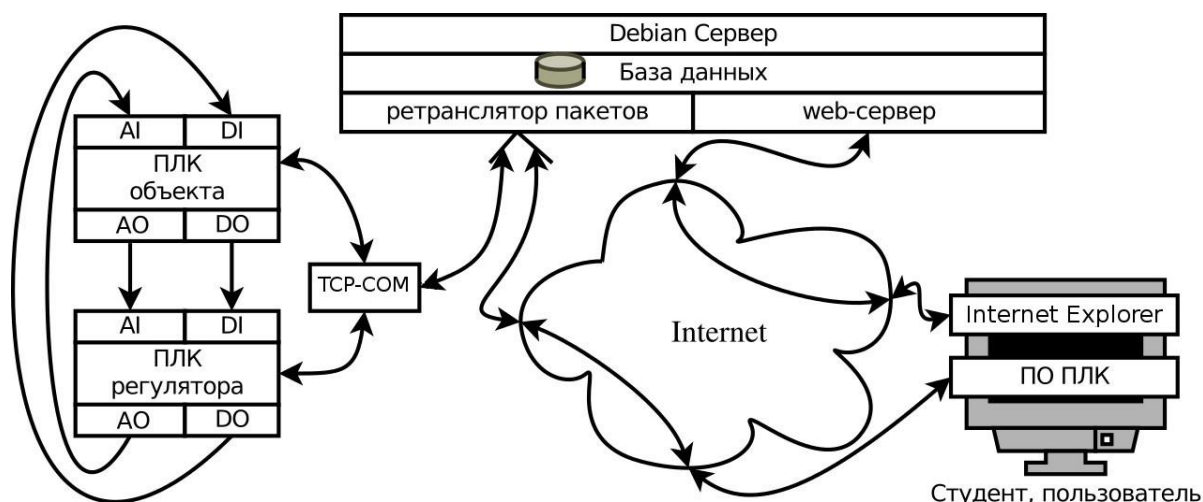 Debian Сервер
База данных
ретранслятор пакетов
web-сервер
AI
DI
ПЛК
объекта
AO
DO
TCP-COM
AI
DI
ПЛК
регулятора
AO
DO
Internet
Internet Explorer
ПО ПЛК
Студент, пользователь